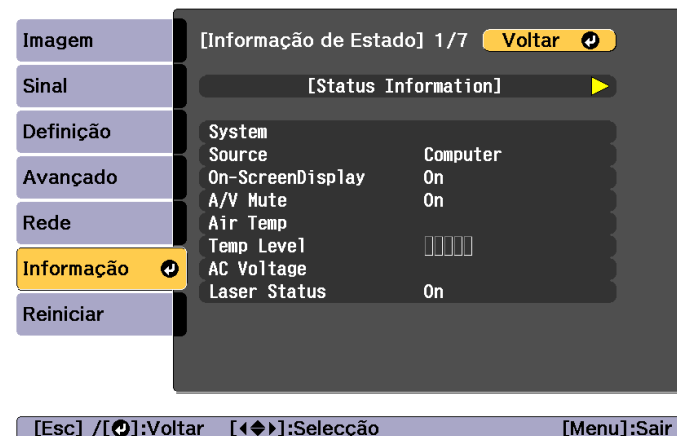 Imagem
Sinal
Definição
Avançado
Rede
Informação
Reiniciar
[Informação de Estado] 1/7 Voltar
[Status Information]
System
Source Computer
On-ScreenDisplay On
A/V Mute On
Air Temp
Temp Level
AC Voltage
Laser Status On
[Esc] /[ ]:Voltar [ ]:Selecção [Menu]:Sair